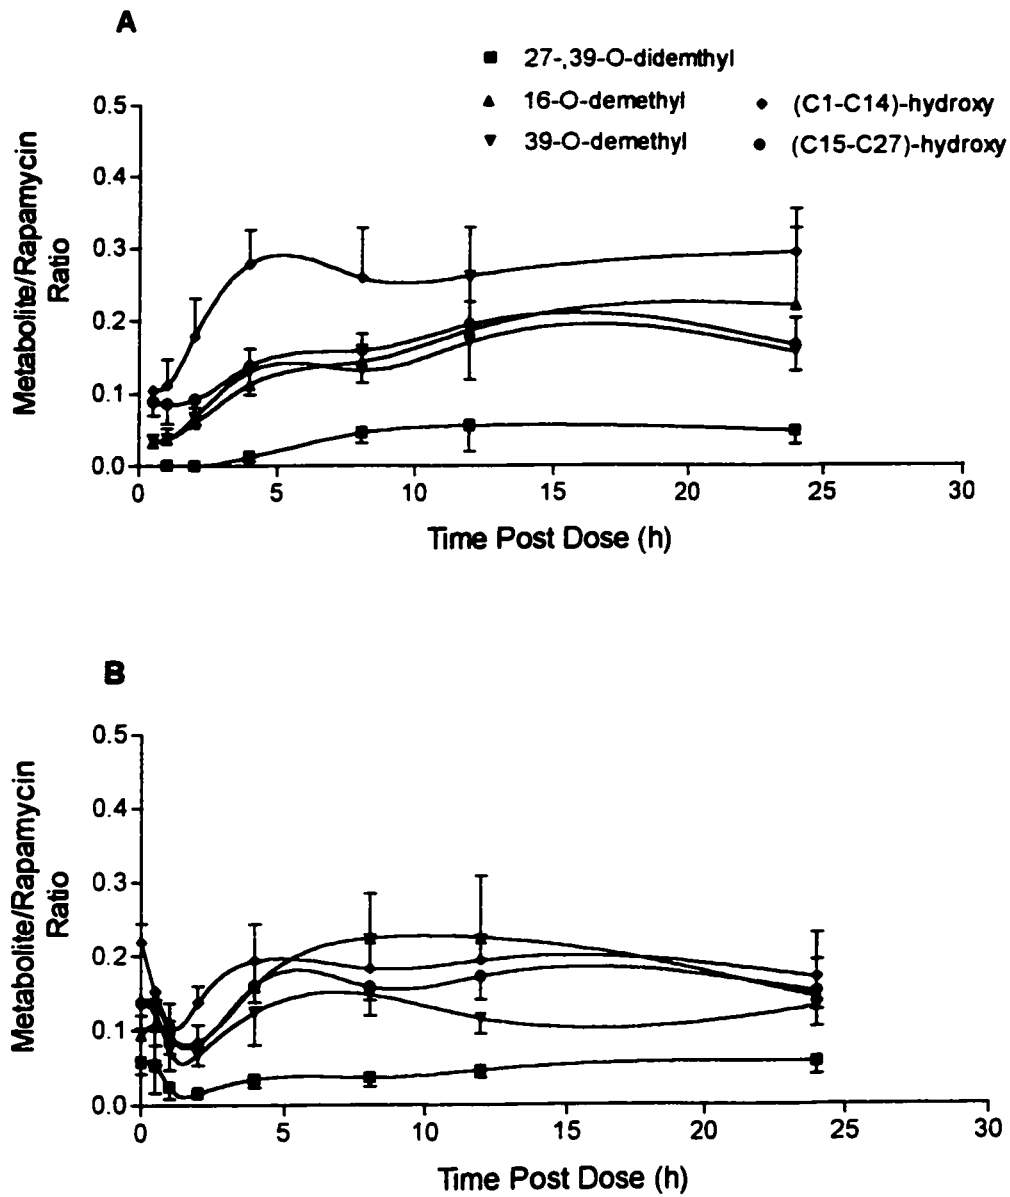 A
27-,39-O-didemthyl
16-O-demethyl
(C1-C14)-hydroxy
39-O-demethyl
(C15-C27)-hydroxy
Metabolite/Rapamycin
Ratio
0.5
0.4
0.3
0.2
0.1
0.0
0 5 10 15 20 25 30
Time Post Dose (h)
B
Metabolite/Rapamycin
Ratio
0.5
0.4
0.3
0.2
0.1
0.0
0 5 10 15 20 25 30
Time Post Dose (h)